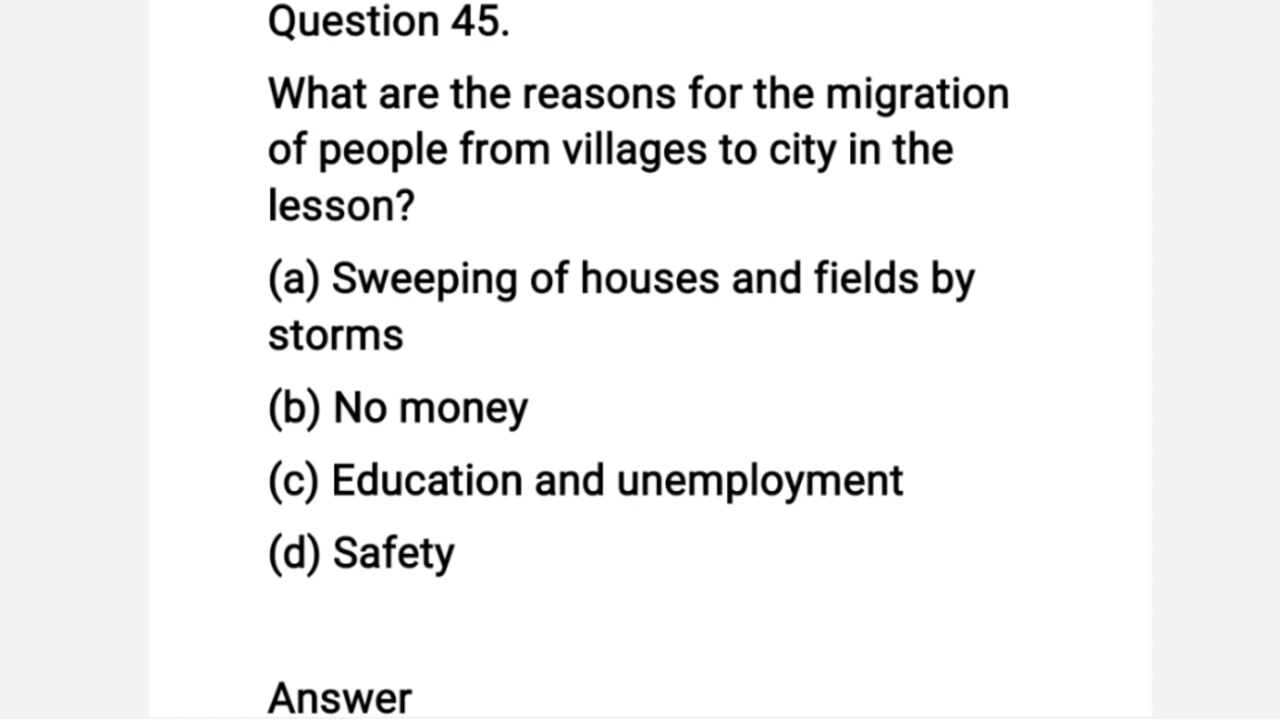 Question 45.
What are the reasons for the migration
of people from villages to city in the
lesson?
(a) Sweeping of houses and fields by
storms
(b) No money
(c) Education and unemployment
(d) Safety
Answer